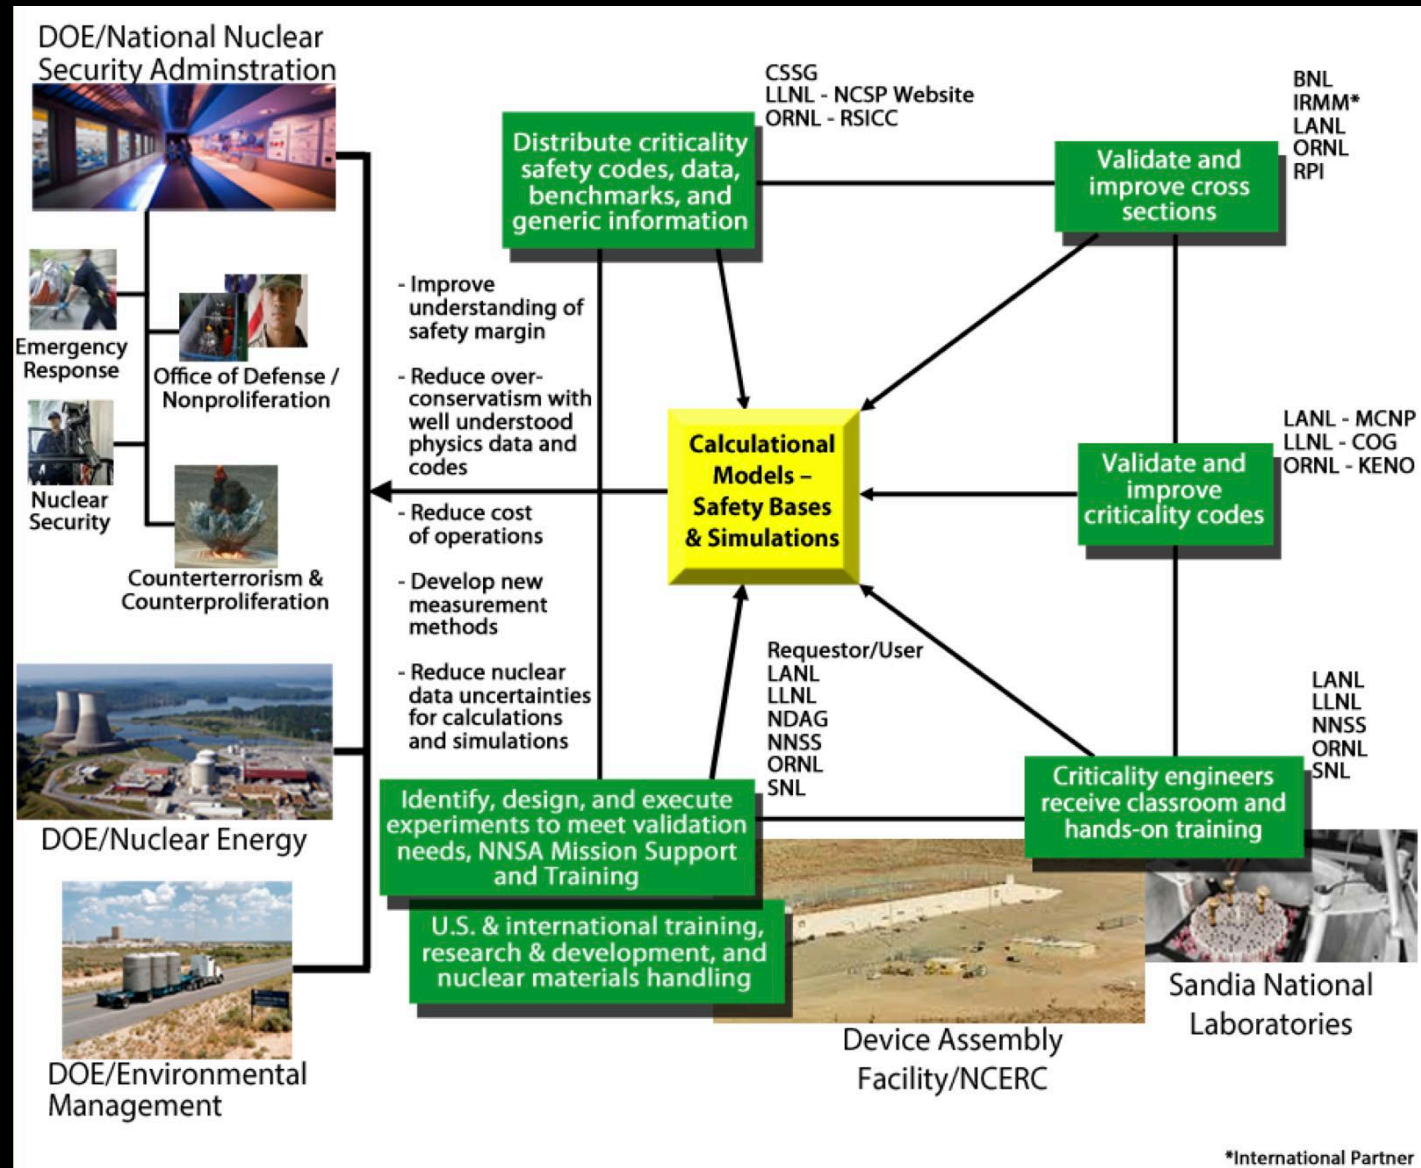 DOE/National Nuclear
Security Adminstration
Emergency
Response
Office of Defense /
Nonproliferation
Nuclear
Security
Counterterrorism &
Counterproliferation
DOE/Nuclear Energy
DOE/Environmental
Management
- Improve
understanding of
safety margin
- Reduce over-
conservatism with
well understood
physics data and
codes
- Reduce cost
of operations
- Develop new
measurement
methods
- Reduce nuclear
data uncertainties
for calculations
and simulations
CSSG
LLNL - NCSP Website
ORNL - RSICC
Distribute criticality
safety codes, data,
benchmarks, and
generic information
BNL
IRMM*
LANL
ORNL
RPI
Validate and
improve cross
sections
Calculational
Models –
Safety Bases
& Simulations
LANL - MCNP
LLNL - COG
ORNL - KENO
Validate and
improve
criticality codes
Requestor/User
LANL
LLNL
NDAG
NNSS
ORNL
SNL
Identify, design, and execute
experiments to meet validation
needs, NNSA Mission Support
and Training
U.S. & international training,
research & development, and
nuclear materials handling
LANL
LLNL
NNSS
ORNL
SNL
Criticality engineers
receive classroom and
hands-on training
Device Assembly
Facility/NCERC
Sandia National
Laboratories
*International Partner